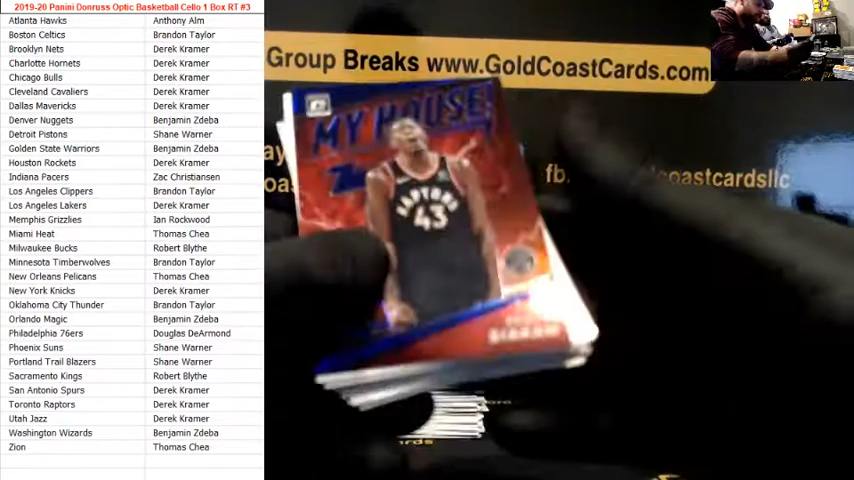 2019-20 Panini Donruss Optic Basketball Cello 1 Box RT #3
Atlanta Hawks Anthony Alm
Boston Celtics Brandon Taylor
Brooklyn Nets Derek Kramer
Charlotte Hornets Derek Kramer
Chicago Bulls Derek Kramer
Cleveland Cavaliers Derek Kramer
Dallas Mavericks Derek Kramer
Denver Nuggets Benjamin Zdeba
Detroit Pistons Shane Warner
Golden State Warriors Benjamin Zdeba
Houston Rockets Derek Kramer
Indiana Pacers Zac Christiansen
Los Angeles Clippers Brandon Taylor
Los Angeles Lakers Derek Kramer
Memphis Grizzlies Ian Rockwood
Miami Heat Thomas Chea
Milwaukee Bucks Robert Blythe
Minnesota Timberwolves Brandon Taylor
New Orleans Pelicans Thomas Chea
New York Knicks Derek Kramer
Oklahoma City Thunder Brandon Taylor
Orlando Magic Benjamin Zdeba
Philadelphia 76ers Douglas DeArmond
Phoenix Suns Shane Warner
Portland Trail Blazers Shane Warner
Sacramento Kings Robert Blythe
San Antonio Spurs Derek Kramer
Toronto Raptors Derek Kramer
Utah Jazz Derek Kramer
Washington Wizards Benjamin Zdeba
Zion Thomas Chea
Group Breaks www.GoldCoastCards.com
MY HOUSE!
RAPTORS
43
SIAKAM
fb.
coastcardsllc